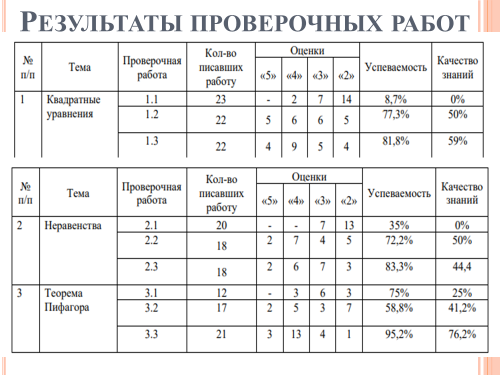 РЕЗУЛЬТАТЫ ПРОВЕРОЧНЫХ РАБОТ
№ п/п Тема Проверочная работа Кол-во писавших работу Оценки Успеваемость Качество знаний
«5» «4» «3» «2»
1 Квадратные уравнения 1.1 23 - 2 7 14 8,7% 0%
1.2 22 5 6 6 5 77,3% 50%
1.3 22 4 9 5 4 81,8% 59%
№ п/п Тема Проверочная работа Кол-во писавших работу Оценки Успеваемость Качество знаний
«5» «4» «3» «2»
2 Неравенства 2.1 20 - - 7 13 35% 0%
2.2 18 2 7 4 5 72,2% 50%
2.3 18 2 6 7 3 83,3% 44,4
3 Теорема Пифагора 3.1 12 - 3 6 3 75% 25%
3.2 17 2 5 3 7 58,8% 41,2%
3.3 21 3 13 4 1 95,2% 76,2%